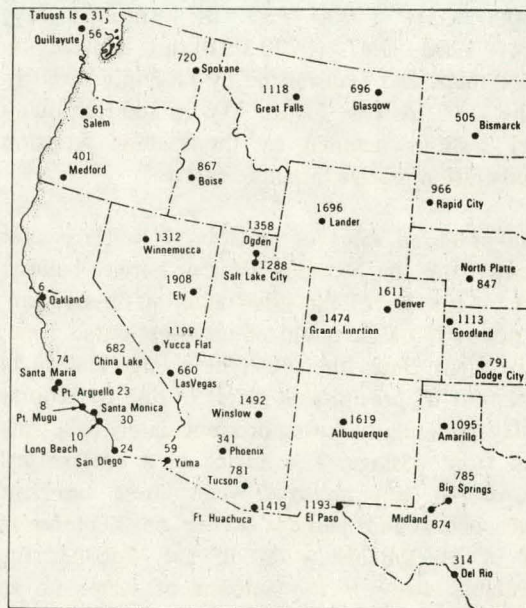 Tatuosh Is 31
56
Quillayute
720
Spokane
1118
Great Falls
696
Glasgow
505
Bismarck
61
Salem
401
Medford
867
Boise
966
Rapid City
1696
Lander
1312
Winnemucca
1358
Ogden
1288
Salt Lake City
1908
Ely
North Platte
847
6
Oakland
1611
Denver
1474
Grand Junction
1113
Goodland
1198
Yucca Flat
682
China Lake
660
LasVegas
791
Dodge City
74
Santa Maria
Pt. Arguello 23
8
Pt. Mugu
Santa Monica
30
10
Long Beach
24
San Diego
59
Yuma
1492
Winslow
341
Phoenix
781
Tucson
1619
Albuquerque
1095
Amarillo
1419
Ft. Huachuca
1193
El Paso
785
Big Springs
Midland
874
314
Del Rio